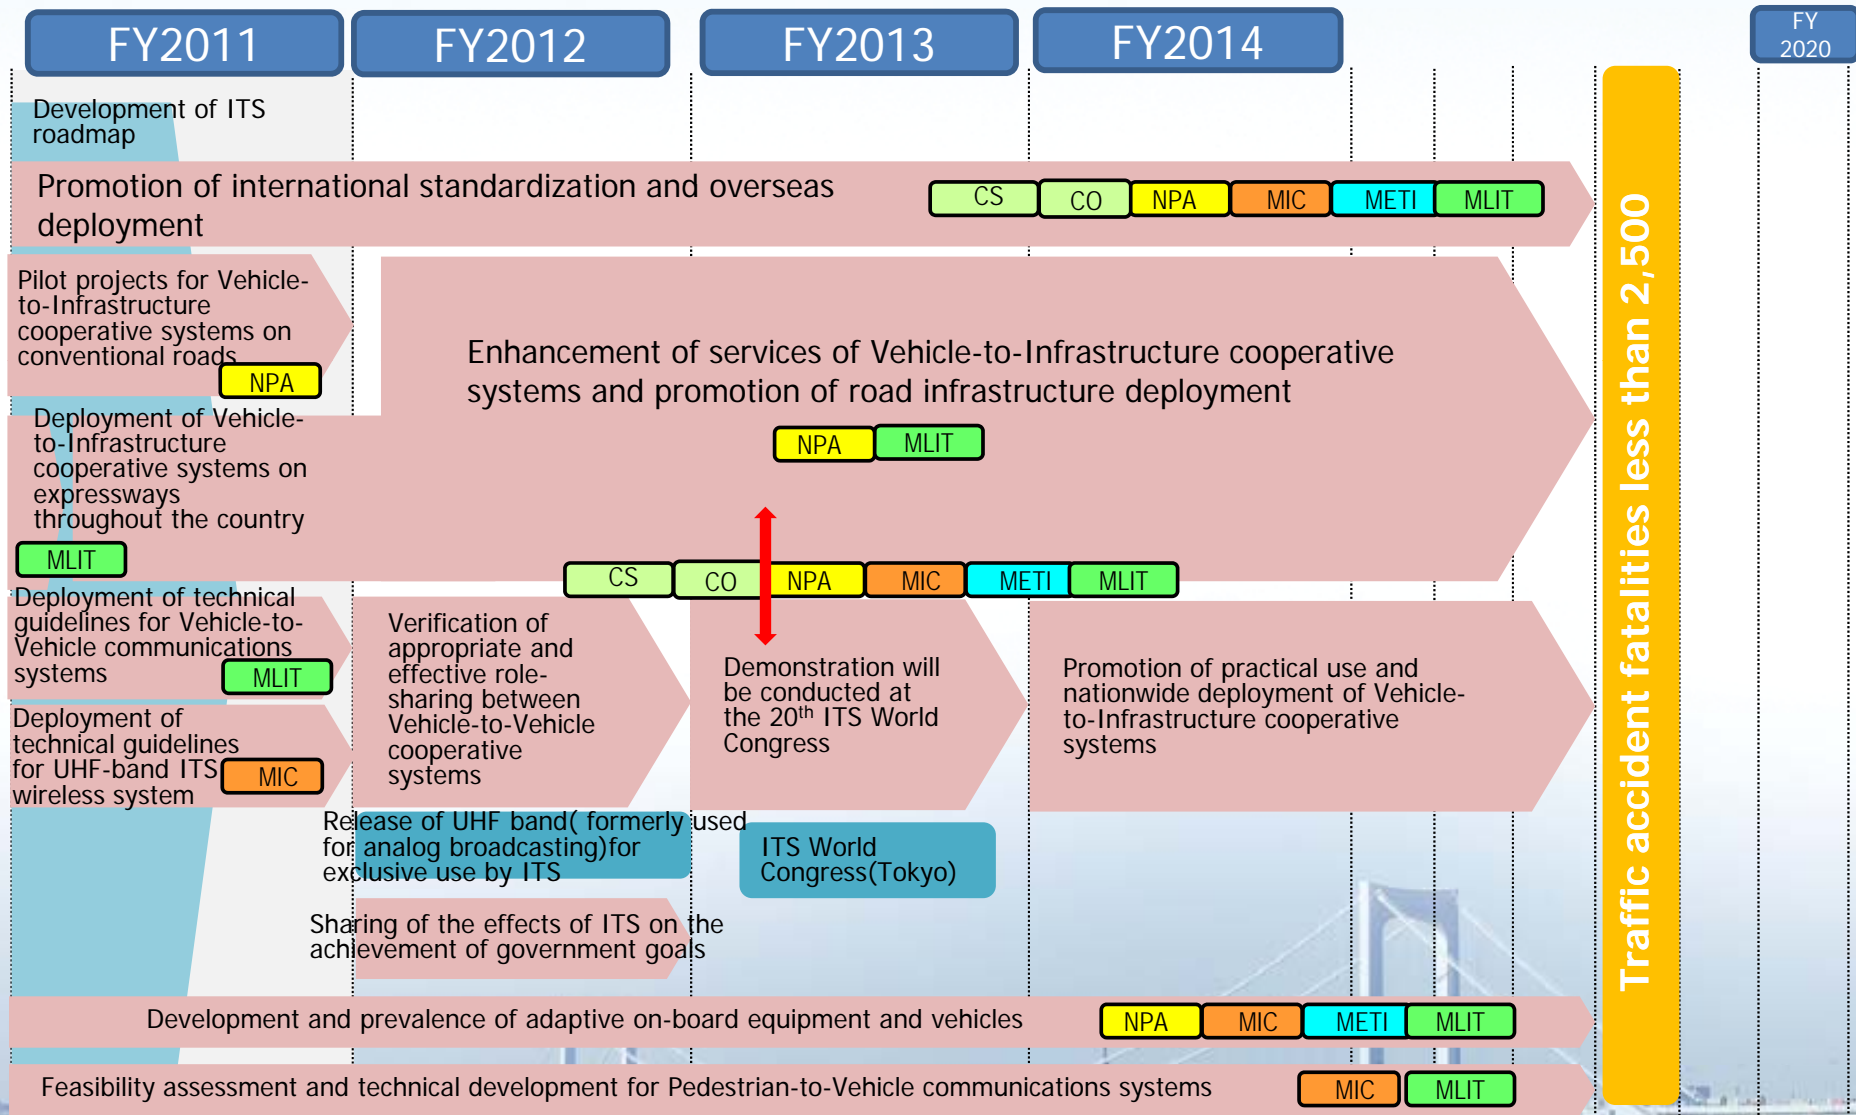 FY2011
FY2012
FY2013
FY2014
FY
2020
Development of ITS
roadmap
Promotion of international standardization and overseas
deployment
CS
CO
NPA
MIC
METI
MLIT
Pilot projects for Vehicle-
to-Infrastructure
cooperative systems on
conventional roads
NPA
Enhancement of services of Vehicle-to-Infrastructure cooperative
systems and promotion of road infrastructure deployment
NPA
MLIT
Deployment of Vehicle-
to-Infrastructure
cooperative systems on
expressways
throughout the country
MLIT
CS
CO
NPA
MIC
METI
MLIT
Deployment of technical
guidelines for Vehicle-to-
Vehicle communications
systems
MLIT
Deployment of
technical guidelines
for UHF-band ITS
wireless system
MIC
Verification of
appropriate and
effective role-
sharing between
Vehicle-to-Vehicle
cooperative
systems
Demonstration will
be conducted at
the 20th ITS World
Congress
Promotion of practical use and
nationwide deployment of Vehicle-
to-Infrastructure cooperative
systems
Release of UHF band( formerly used
for analog broadcasting)for
exclusive use by ITS
ITS World
Congress(Tokyo)
Sharing of the effects of ITS on the
achievement of government goals
Development and prevalence of adaptive on-board equipment and vehicles
NPA
MIC
METI
MLIT
Feasibility assessment and technical development for Pedestrian-to-Vehicle communications systems
MIC
MLIT
Traffic accident fatalities less than 2,500